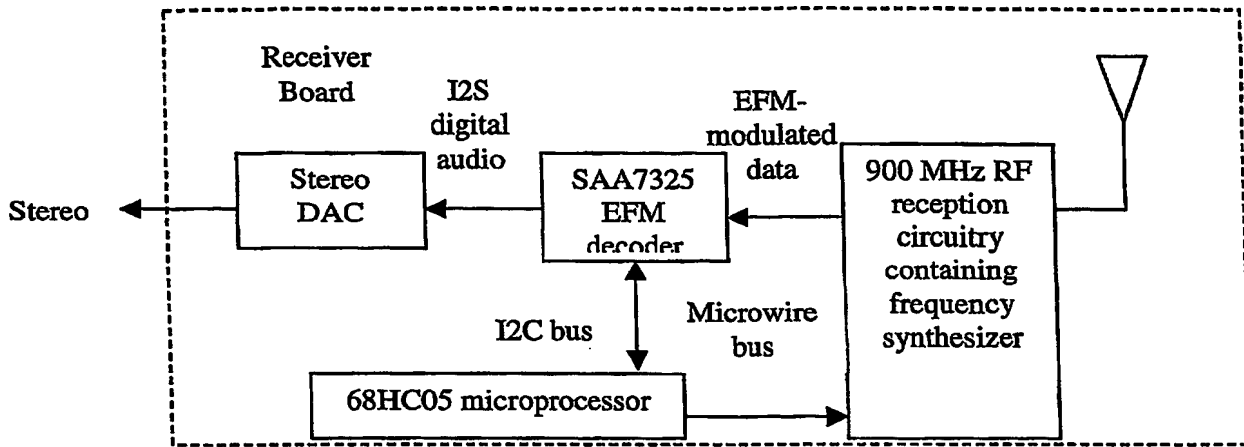 Receiver
Board
I2S
digital
audio
EFM-
modulated
data
Stereo
DAC
SAA7325
EFM
decoder
900 MHz RF
reception
circuitry
containing
frequency
synthesizer
Stereo
I2C bus
Microwire
bus
68HC05 microprocessor